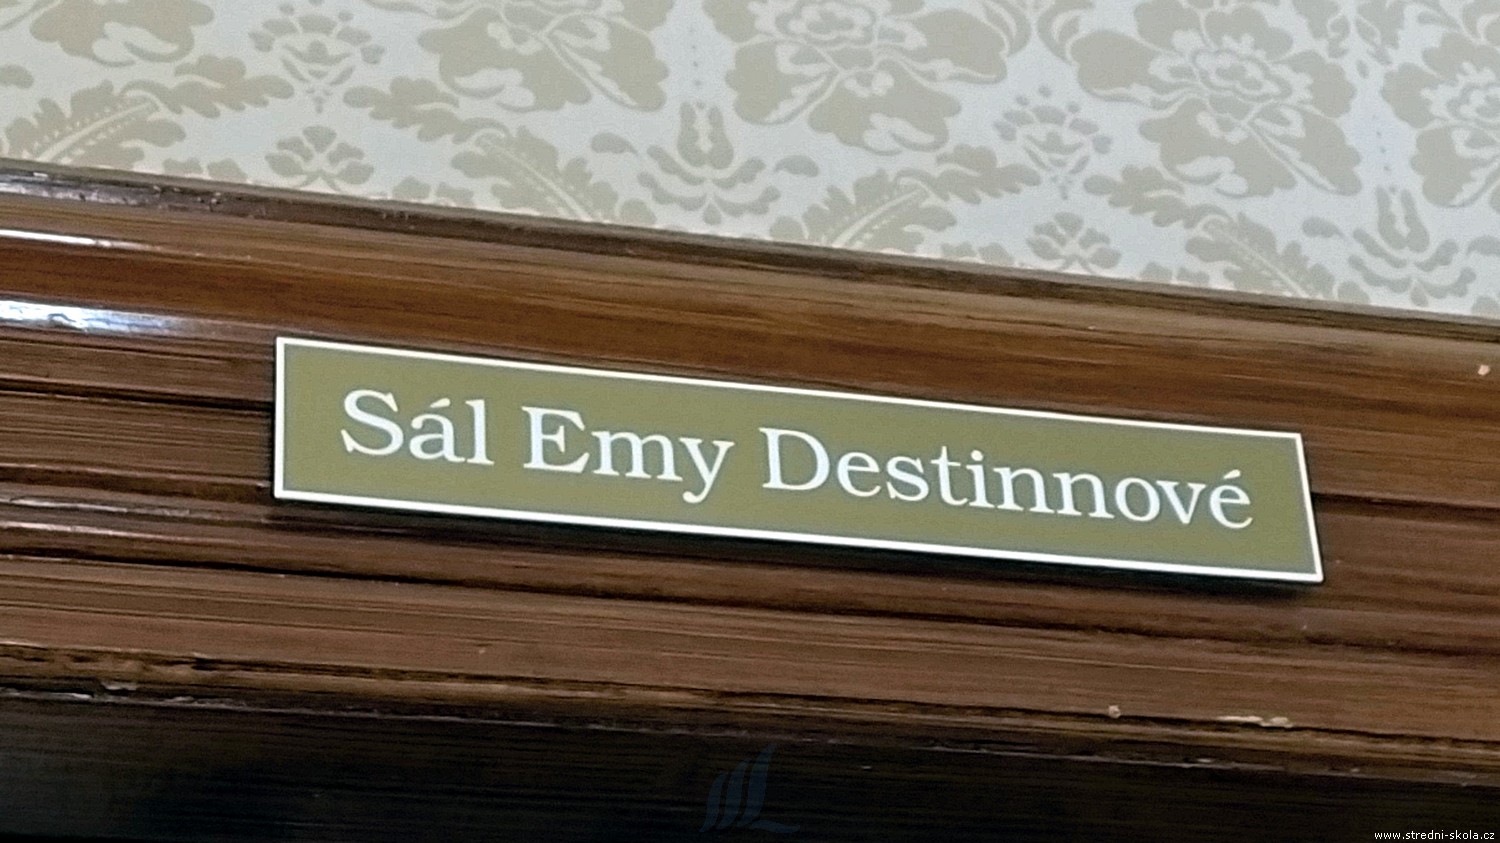 Sál Emy Destinnové
www.stredni-skola.cz